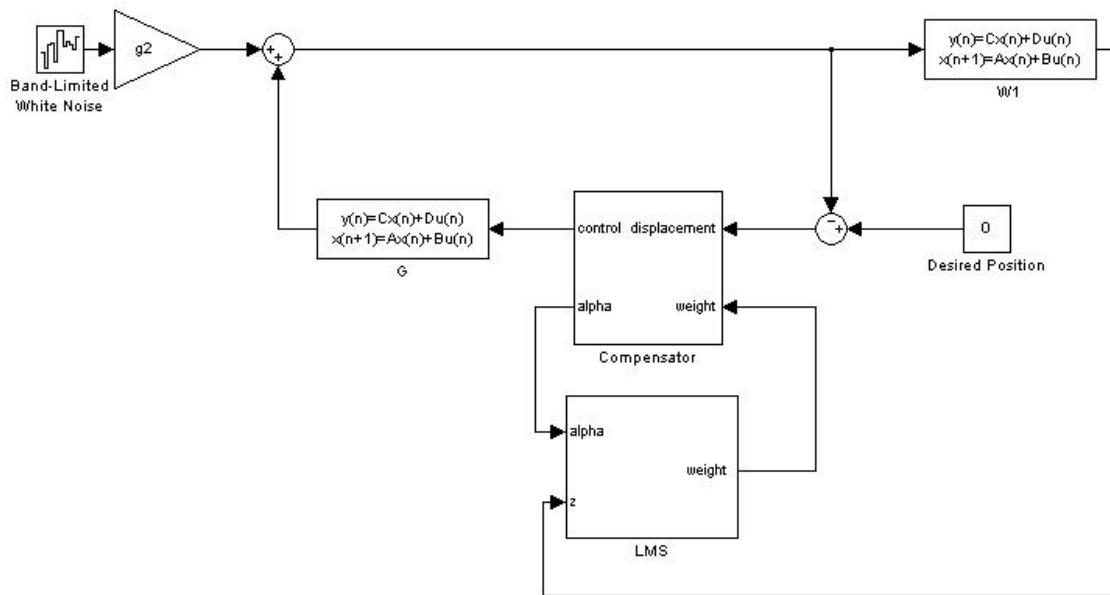 g2
Band-Limited
White Noise
+
+
y(n)=Cx(n)+Du(n)
x(n+1)=Ax(n)+Bu(n)
W1
y(n)=Cx(n)+Du(n)
x(n+1)=Ax(n)+Bu(n)
G
control displacement
alpha weight
Compensator
- +
0
Desired Position
alpha
weight
z
LMS